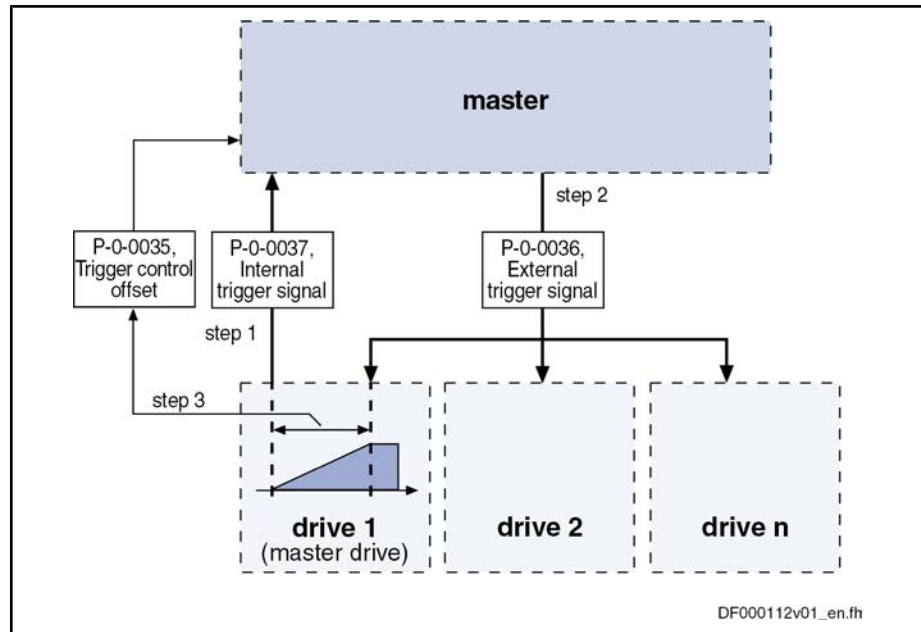 master
step 2
P-0-0035,
Trigger control
offset
P-0-0037,
Internal
trigger signal
P-0-0036,
External
trigger signal
step 1
step 3
drive 1
(master drive)
drive 2
drive n
DF000112v01_en.fh